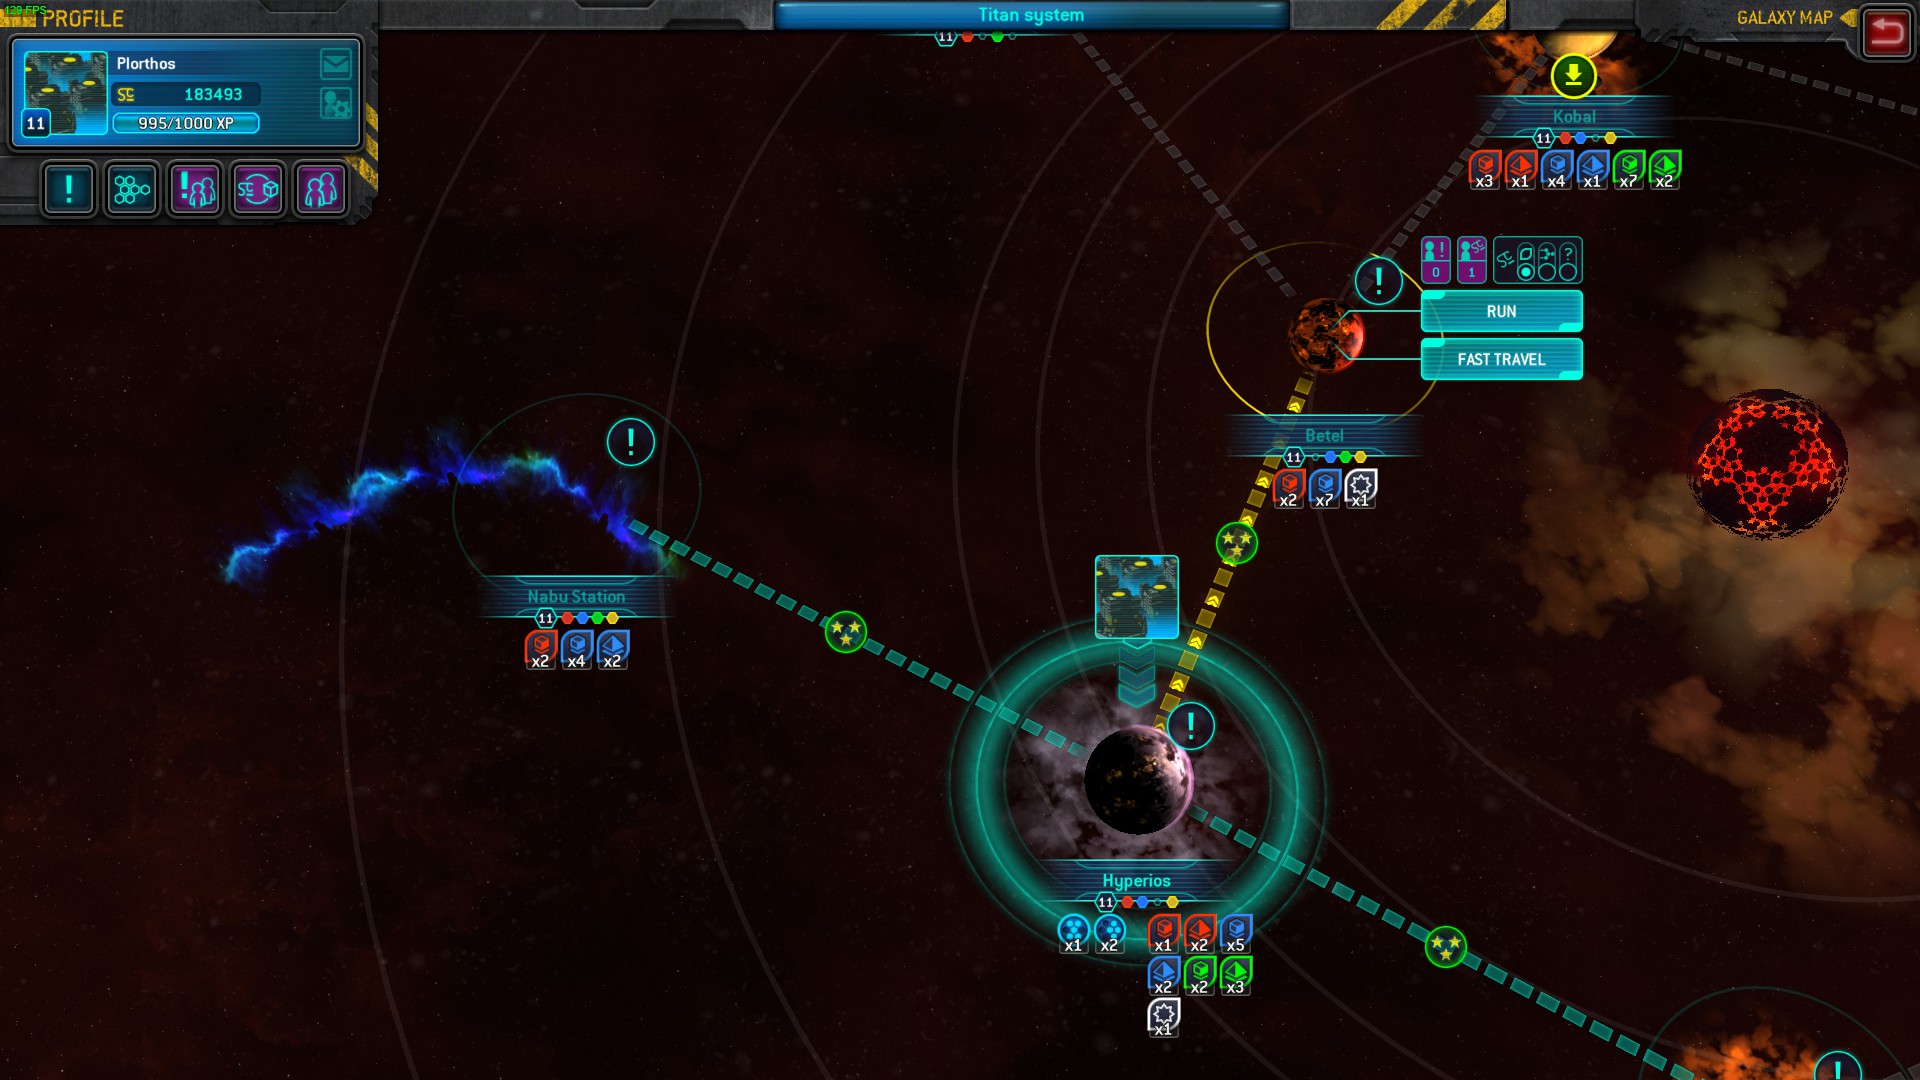 129 FPS
PROFILE
Titan system
GALAXY MAP
Plorthos
183493
11
995/1000 XP
11
Kobal
11
x3 x1 x4 x1 x7 x2
0 1 ?
RUN
FAST TRAVEL
Betel
11
x2 x7 x1
Nabu Station
11
x2 x4 x2
Hyperios
11
x1 x2 x1 x2 x5
x2 x2 x3
x1